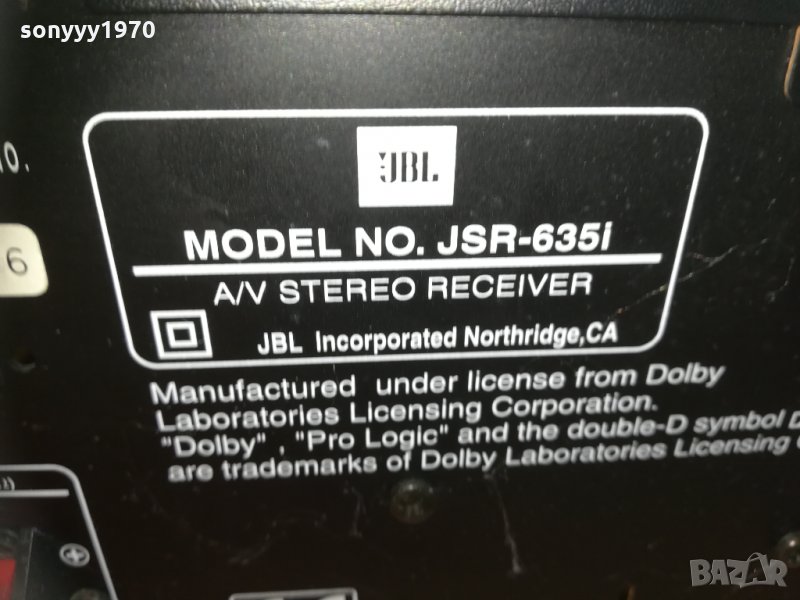 sonyyy1970
O.
6
JBL
MODEL NO. JSR-635i
A/V STEREO RECEIVER
JBL Incorporated Northridge,CA
Manufactured under license from Dolby
Laboratories Licensing Corporation.
"Dolby" , "Pro Logic" and the double-D symbol
are trademarks of Dolby Laboratories Licensing
BAZAR